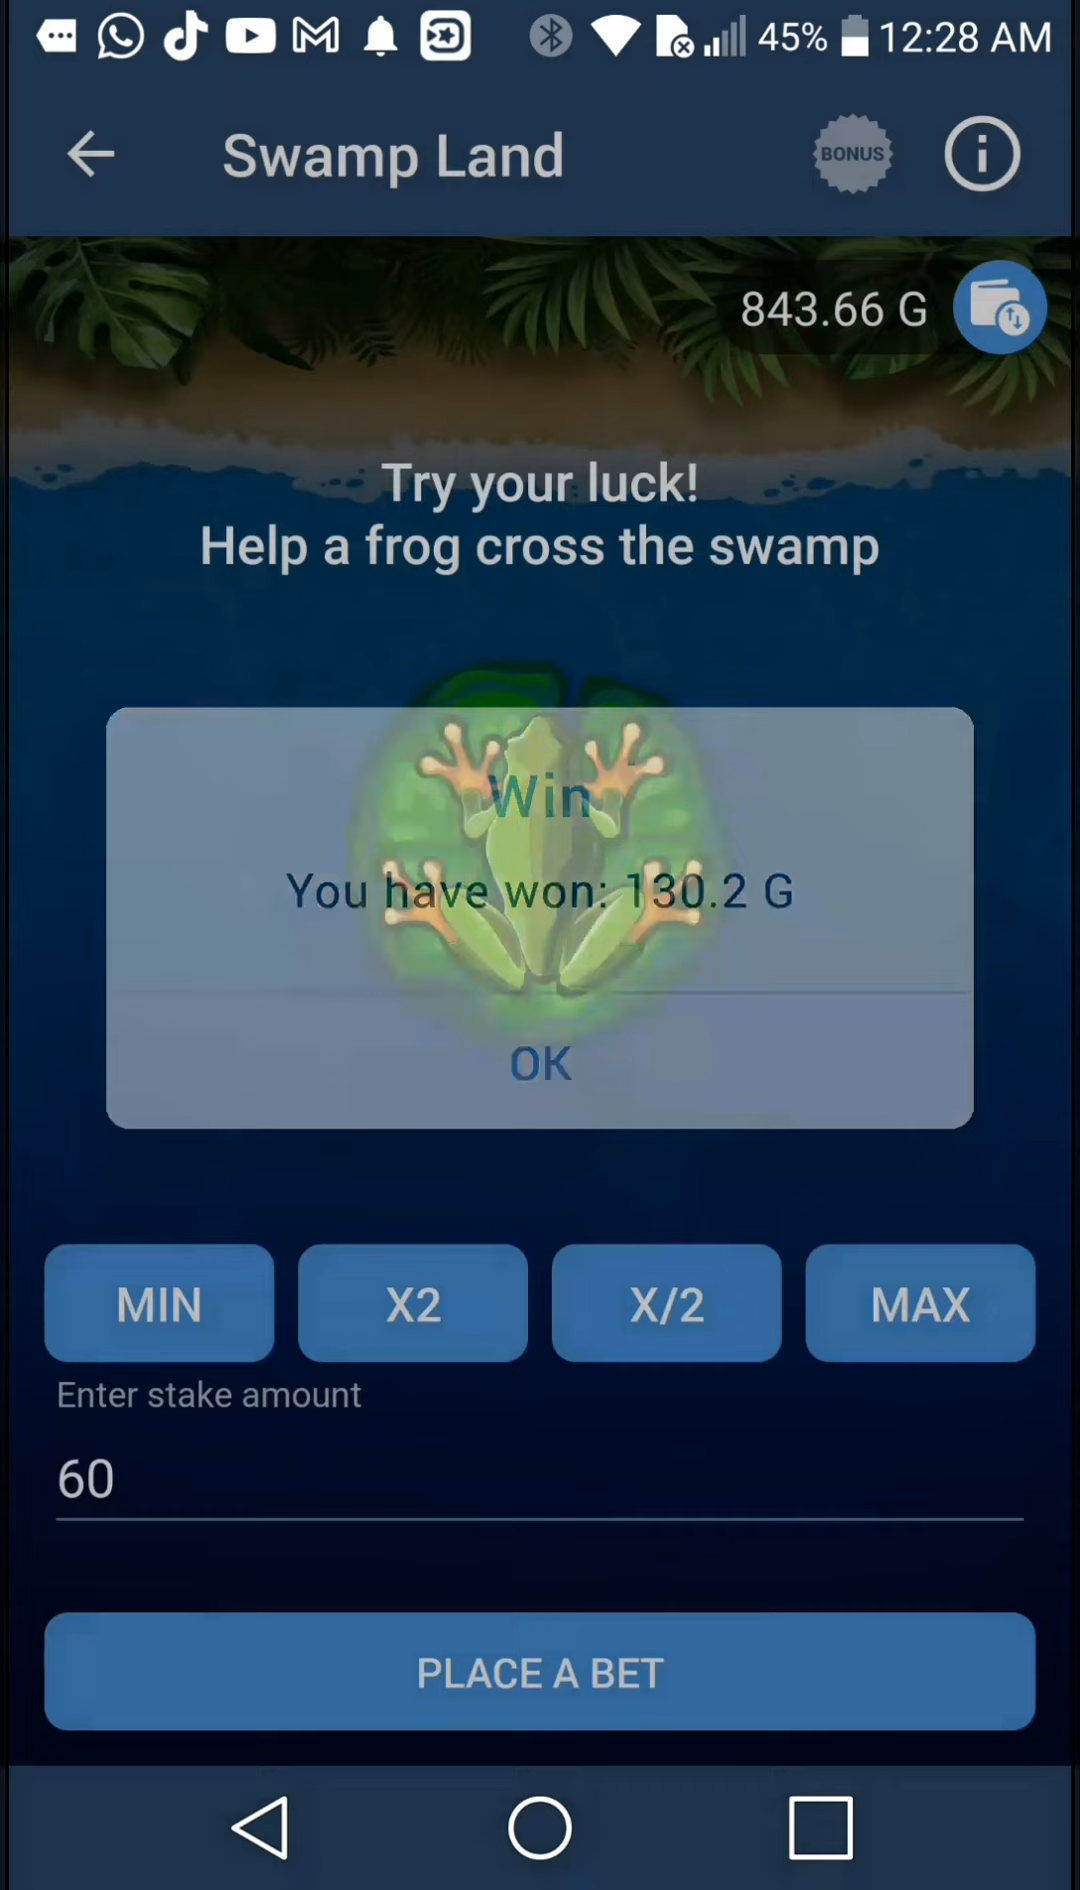 45% 12:28 AM
Swamp Land
BONUS
843.66 G
Try your luck!
Help a frog cross the swamp
Win
You have won: 130.2 G
OK
MIN X2 X/2 MAX
Enter stake amount
60
PLACE A BET